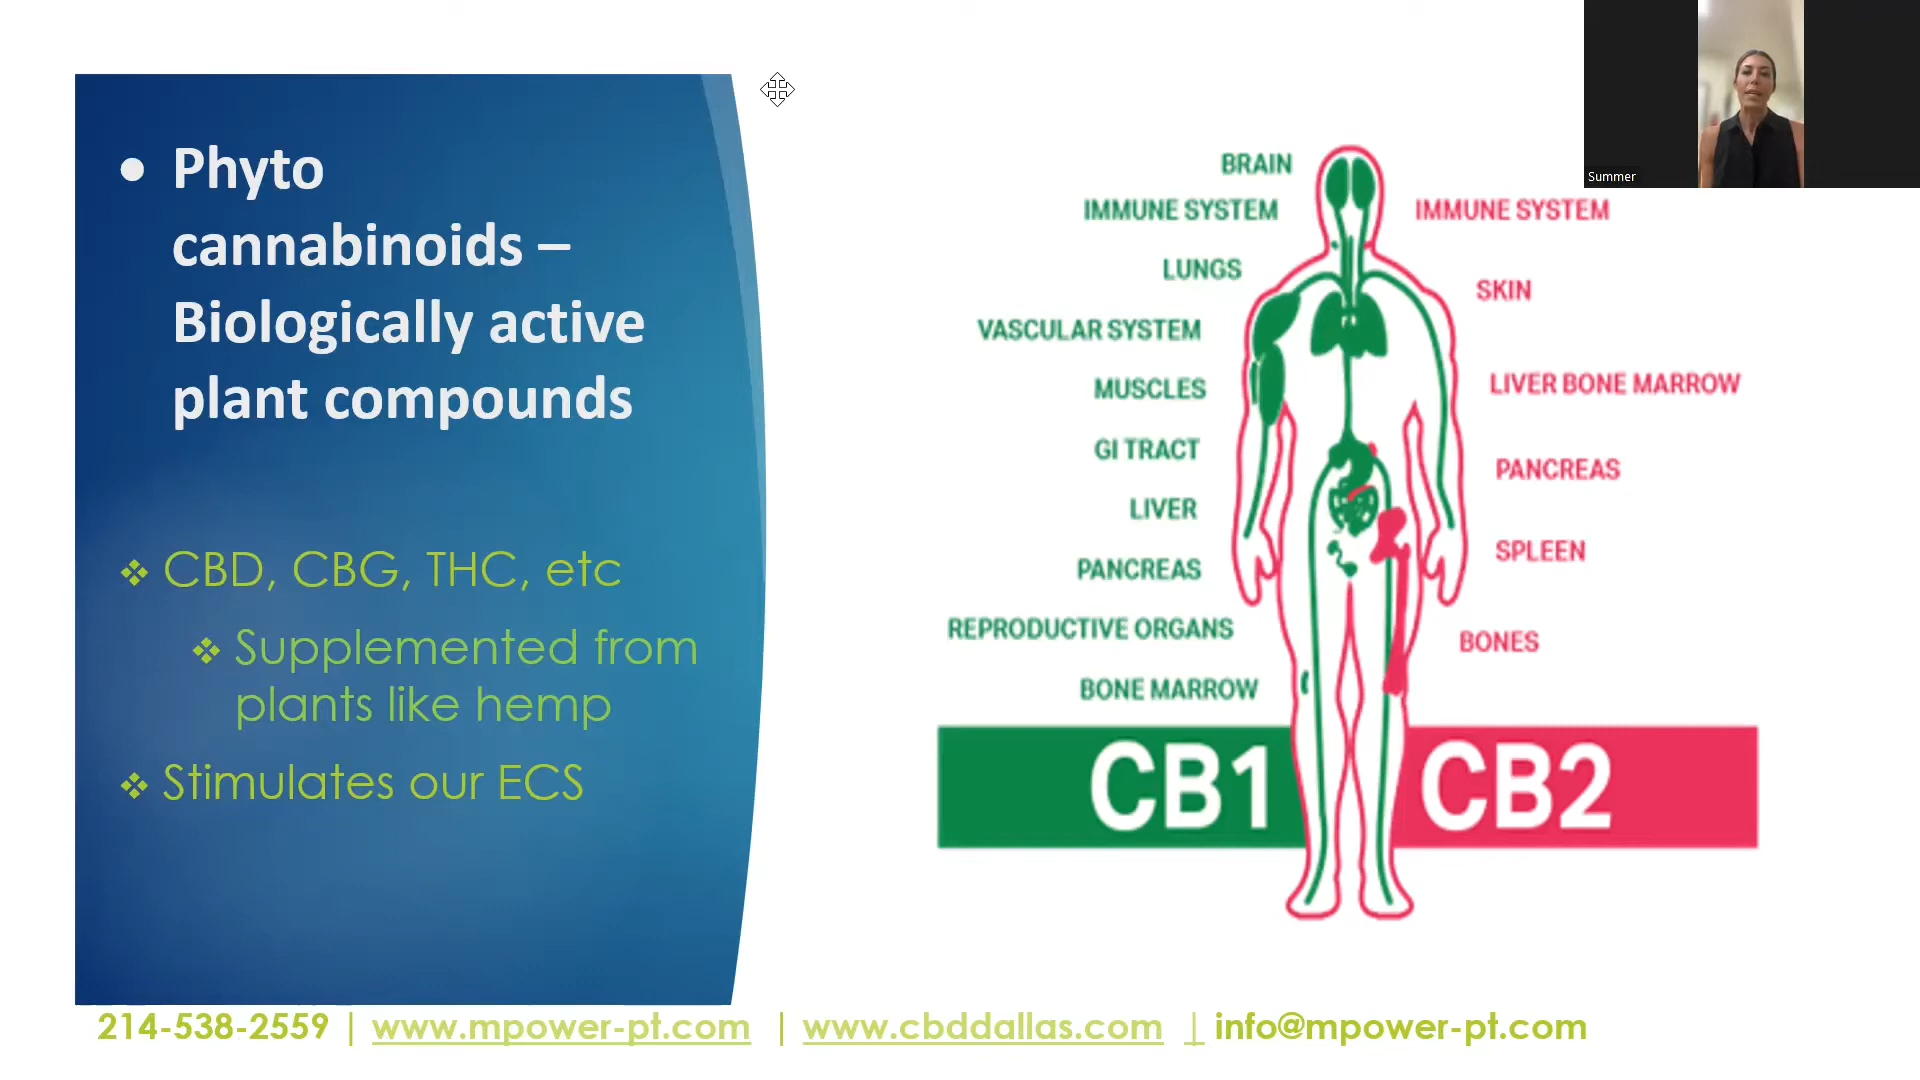 Summer
• Phyto
cannabinoids –
Biologically active
plant compounds
❖ CBD, CBG, THC, etc
❖ Supplemented from
plants like hemp
❖ Stimulates our ECS
BRAIN
IMMUNE SYSTEM
LUNGS
VASCULAR SYSTEM
MUSCLES
GI TRACT
LIVER
PANCREAS
REPRODUCTIVE ORGANS
BONE MARROW
CB1
IMMUNE SYSTEM
SKIN
LIVER BONE MARROW
PANCREAS
SPLEEN
BONES
CB2
214-538-2559 | www.mpower-pt.com | www.cbddallas.com | info@mpower-pt.com